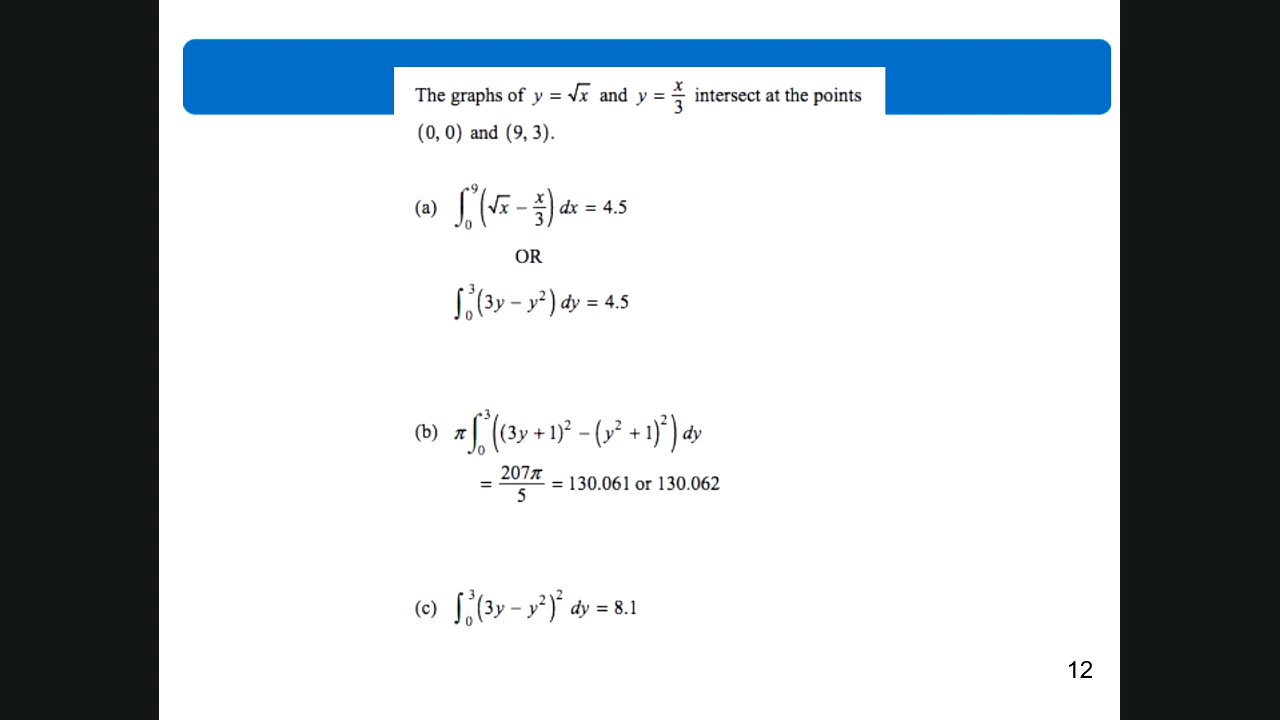 The graphs of y = √x and y = x/3 intersect at the points
(0, 0) and (9, 3).
(a) ∫₀⁹(√x − x/3) dx = 4.5
OR
∫₀³(3y − y²) dy = 4.5
(b) π∫₀³((3y + 1)² − (y² + 1)²) dy
= 207π/5 = 130.061 or 130.062
(c) ∫₀³(3y − y²)² dy = 8.1
12